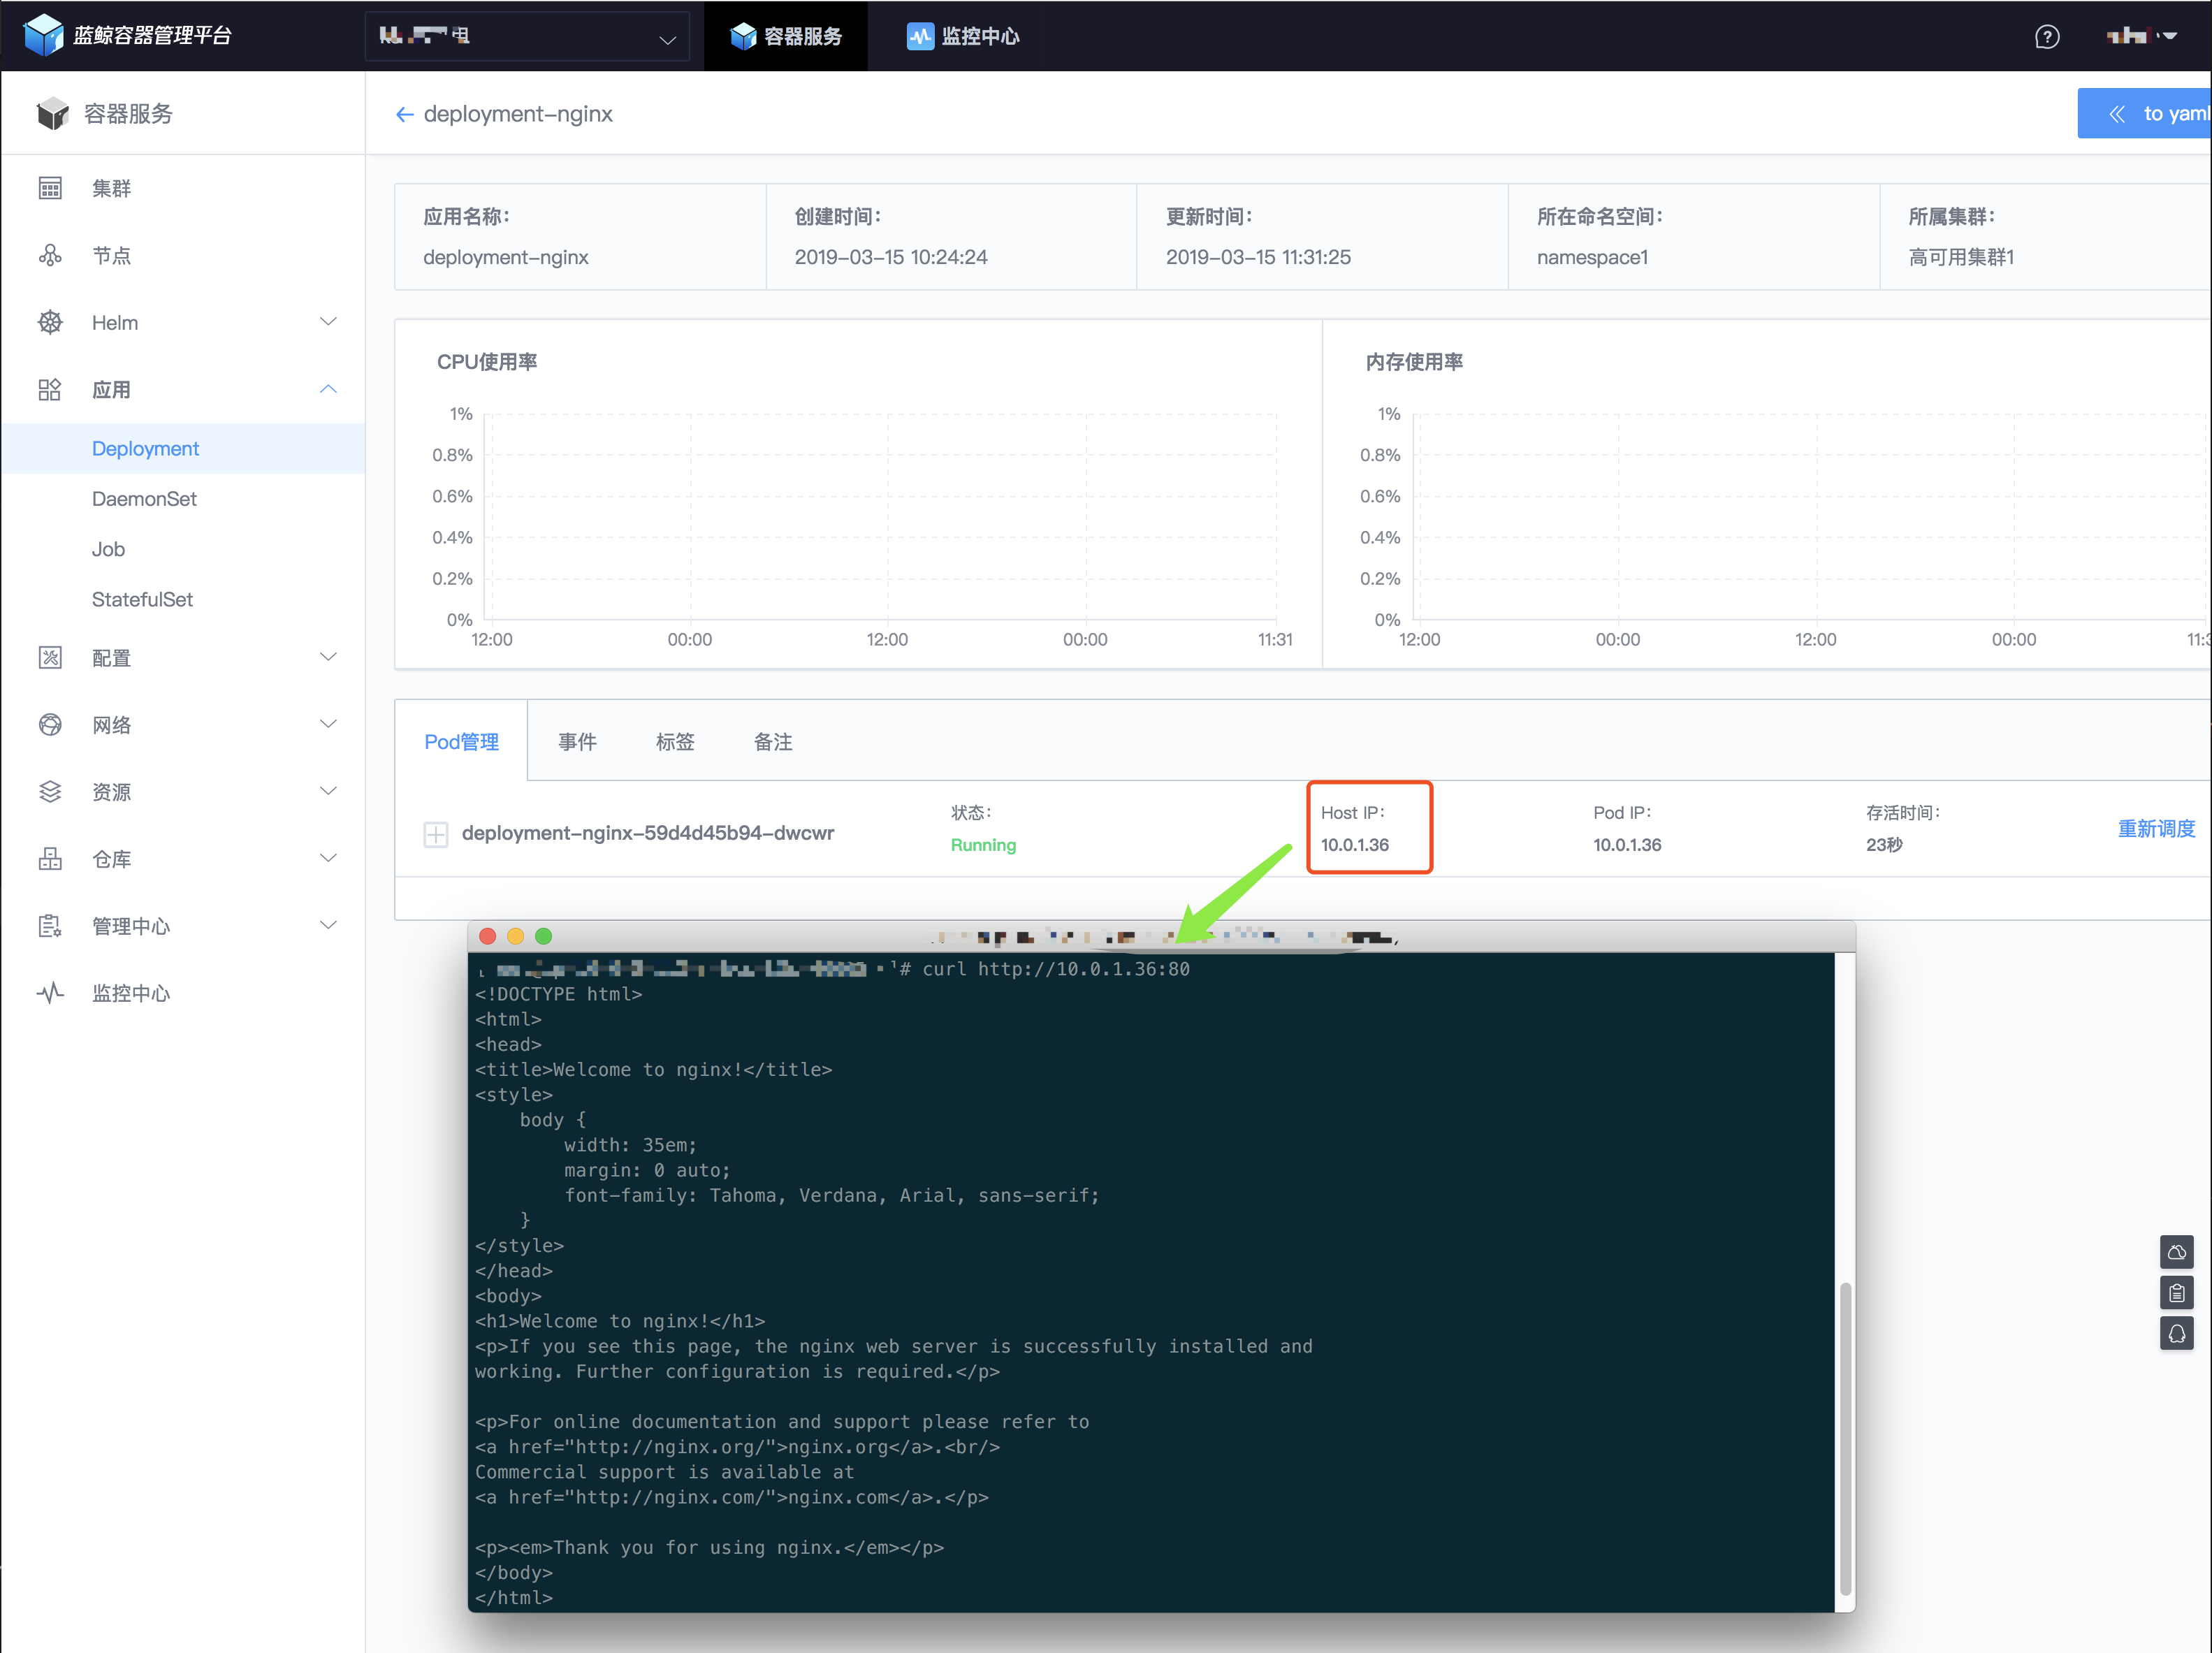 蓝鲸容器管理平台
电
容器服务
监控中心
容器服务
deployment-nginx
to yaml
集群
节点
Helm
应用
Deployment
DaemonSet
Job
StatefulSet
配置
网络
资源
仓库
管理中心
监控中心
应用名称：
创建时间：
更新时间：
所在命名空间：
所属集群：
deployment-nginx
2019-03-15 10:24:24
2019-03-15 11:31:25
namespace1
高可用集群1
CPU使用率
1%
0.8%
0.6%
0.4%
0.2%
0%
12:00 00:00 12:00 00:00 11:31
内存使用率
1%
0.8%
0.6%
0.4%
0.2%
0%
12:00 00:00 12:00 00:00
Pod管理
事件
标签
备注
deployment-nginx-59d4d45b94-dwcwr
状态：
Running
Host IP：
10.0.1.36
Pod IP：
10.0.1.36
存活时间：
23秒
重新调度
# curl http://10.0.1.36:80
<!DOCTYPE html>
<html>
<head>
<title>Welcome to nginx!</title>
<style>
    body {
        width: 35em;
        margin: 0 auto;
        font-family: Tahoma, Verdana, Arial, sans-serif;
    }
</style>
</head>
<body>
<h1>Welcome to nginx!</h1>
<p>If you see this page, the nginx web server is successfully installed and
working. Further configuration is required.</p>
<p>For online documentation and support please refer to
<a href="http://nginx.org/">nginx.org</a>.<br/>
Commercial support is available at
<a href="http://nginx.com/">nginx.com</a>.</p>
<p><em>Thank you for using nginx.</em></p>
</body>
</html>